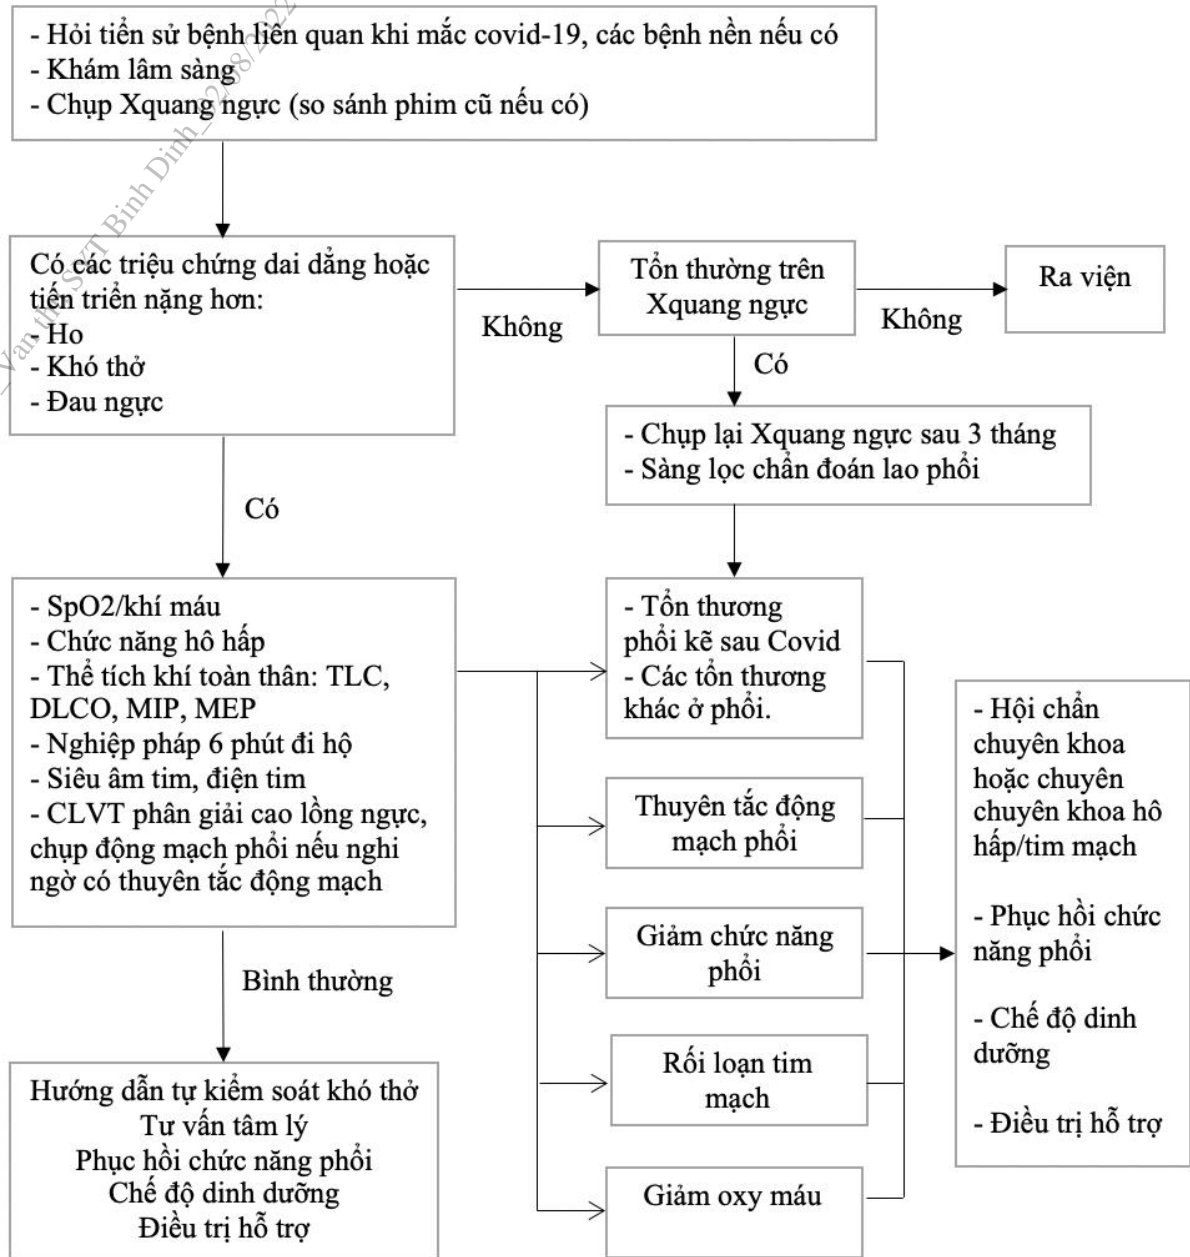 - Hỏi tiền sử bệnh liên quan khi mắc covid-19, các bệnh nền nếu có
- Khám lâm sàng
- Chụp Xquang ngực (so sánh phim cũ nếu có)
Có các triệu chứng dai dẳng hoặc
tiến triển nặng hơn:
- Ho
- Khó thở
- Đau ngực
Không
Tổn thường trên
Xquang ngực
Không
Ra viện
Có
- Chụp lại Xquang ngực sau 3 tháng
- Sàng lọc chẩn đoán lao phổi
Có
- SpO2/khí máu
- Chức năng hô hấp
- Thể tích khí toàn thân: TLC,
DLCO, MIP, MEP
- Nghiệp pháp 6 phút đi hộ
- Siêu âm tim, điện tim
- CLVT phân giải cao lồng ngực,
chụp động mạch phổi nếu nghi
ngờ có thuyên tắc động mạch
- Tổn thương
phổi kẽ sau Covid
- Các tổn thương
khác ở phổi.
Thuyên tắc động
mạch phổi
Giảm chức năng
phổi
Rối loạn tim
mạch
Giảm oxy máu
- Hội chẩn
chuyên khoa
hoặc chuyên
chuyên khoa hô
hấp/tim mạch
- Phục hồi chức
năng phổi
- Chế độ dinh
dưỡng
- Điều trị hỗ trợ
Bình thường
Hướng dẫn tự kiểm soát khó thở
Tư vấn tâm lý
Phục hồi chức năng phổi
Chế độ dinh dưỡng
Điều trị hỗ trợ